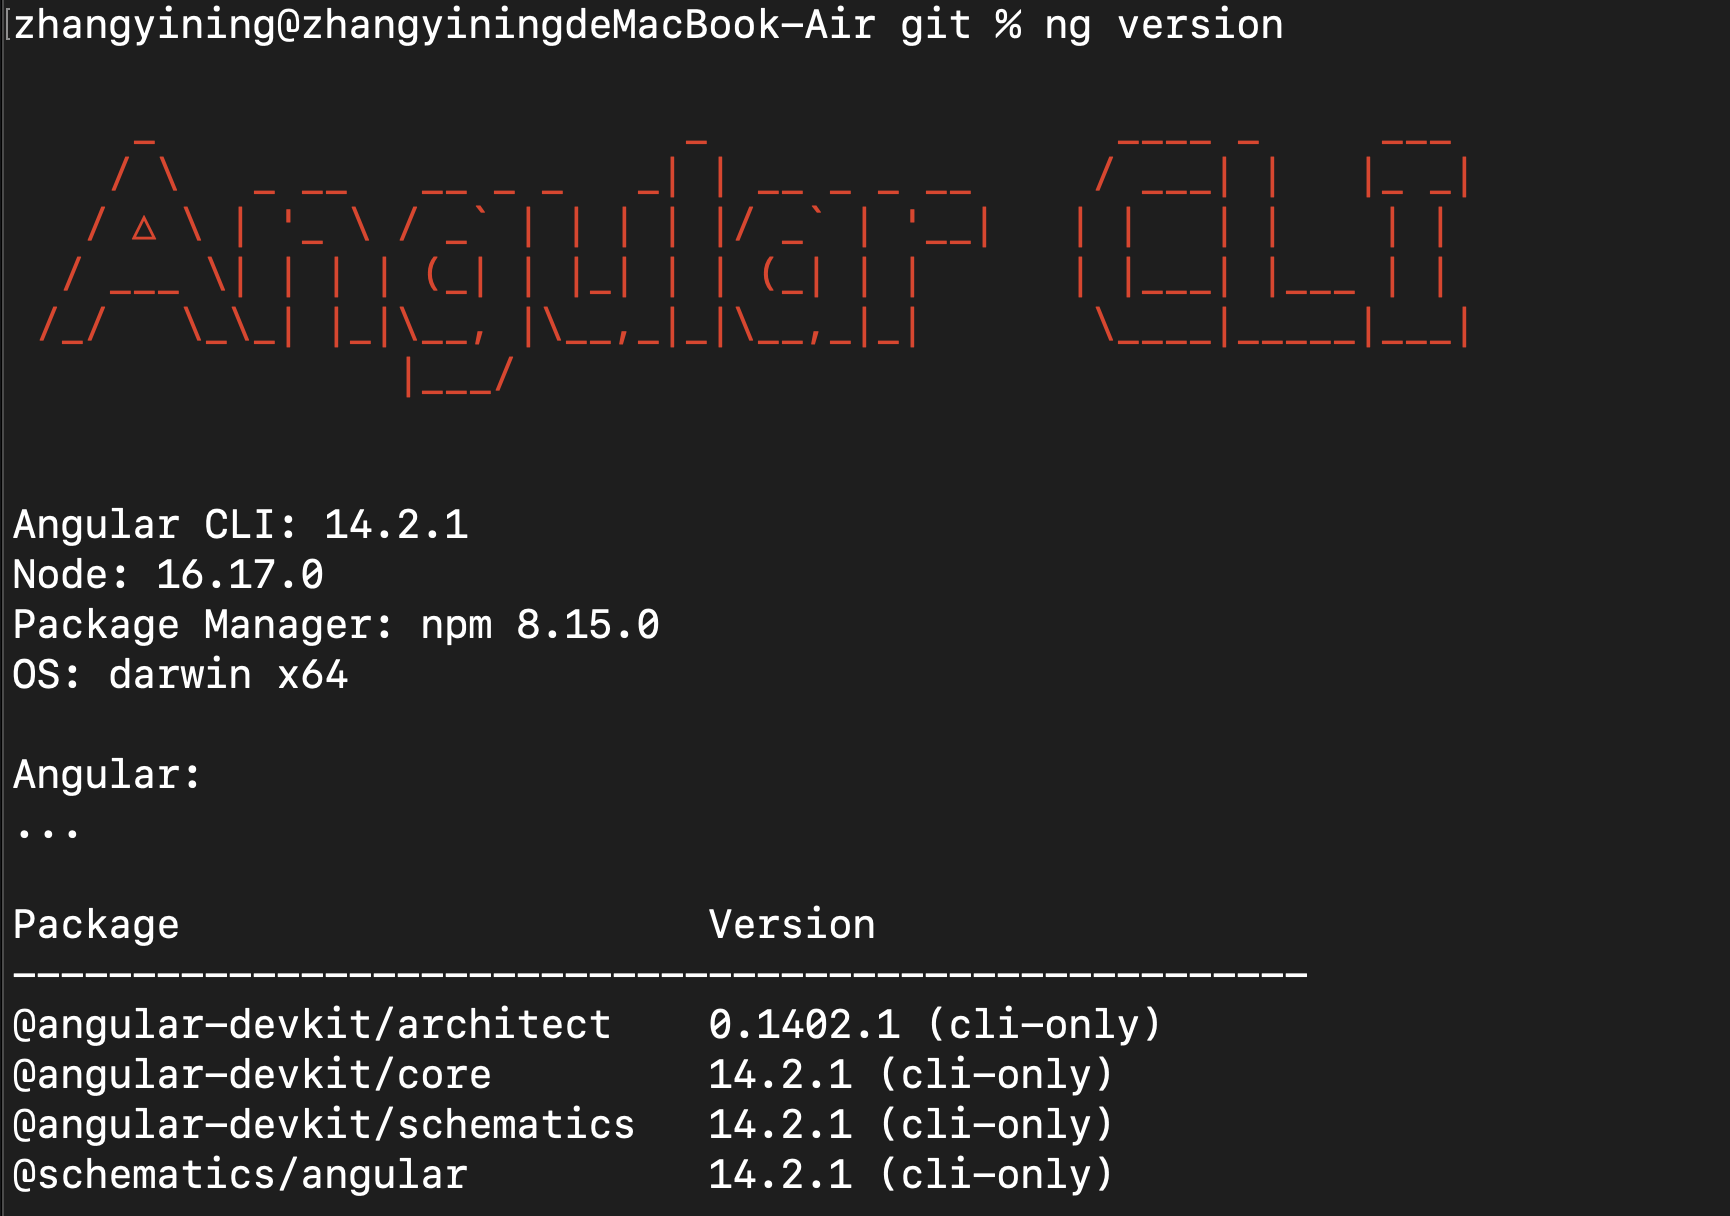 zhangyining@zhangyiningdeMacBook-Air git % ng version
Angular CLI
Angular CLI: 14.2.1
Node: 16.17.0
Package Manager: npm 8.15.0
OS: darwin x64
Angular:
...
Package Version
------------------------------------------------------
@angular-devkit/architect 0.1402.1 (cli-only)
@angular-devkit/core 14.2.1 (cli-only)
@angular-devkit/schematics 14.2.1 (cli-only)
@schematics/angular 14.2.1 (cli-only)